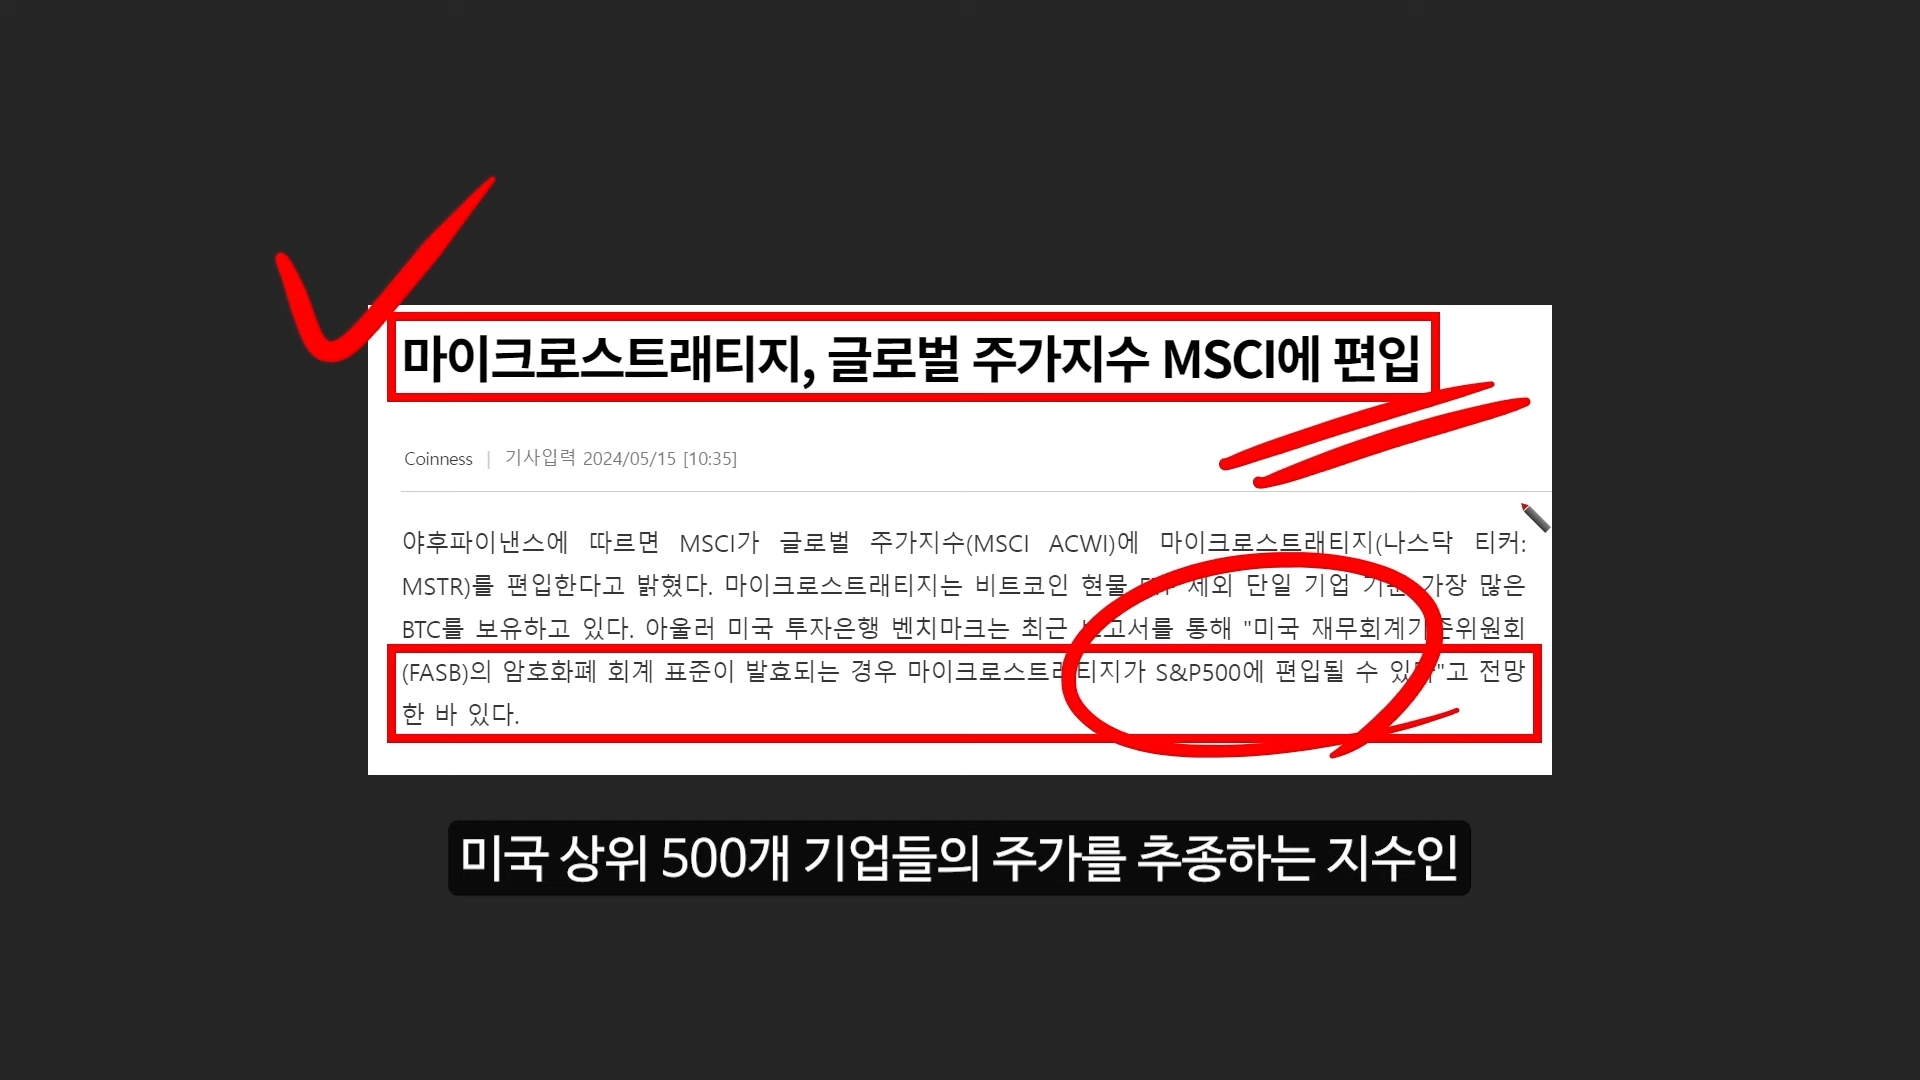 마이크로스트래티지, 글로벌 주가지수 MSCI에 편입
Coinness | 기사입력 2024/05/15 [10:35]
야후파이낸스에 따르면 MSCI가 글로벌 주가지수(MSCI ACWI)에 마이크로스트래티지(나스닥 티커:
MSTR)를 편입한다고 밝혔다. 마이크로스트래티지는 비트코인 현물 제외 단일 기업 가장 많은
BTC를 보유하고 있다. 아울러 미국 투자은행 벤치마크는 최근 보고서를 통해 "미국 재무회계기준위원회
(FASB)의 암호화폐 회계 표준이 발효되는 경우 마이크로스트래티지가 S&P500에 편입될 수 있다"고 전망
한 바 있다.
미국 상위 500개 기업들의 주가를 추종하는 지수인